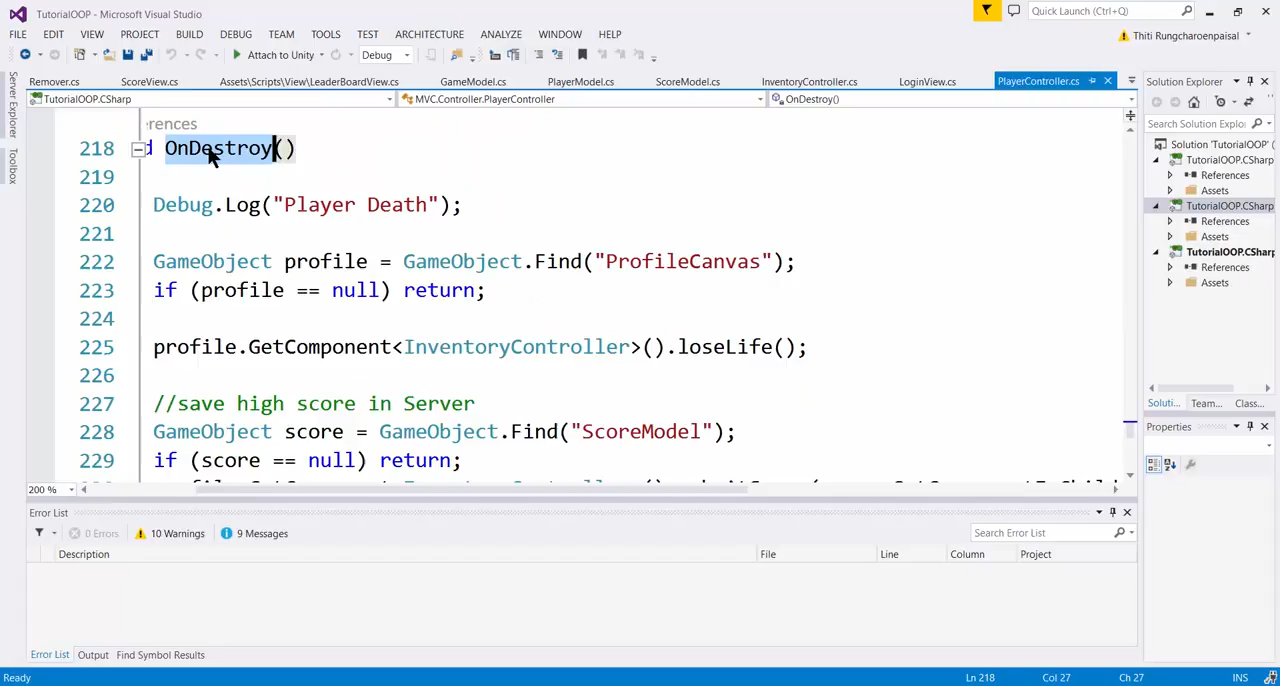 TutorialOOP - Microsoft Visual Studio
Quick Launch (Ctrl+Q)
FILE EDIT VIEW PROJECT BUILD DEBUG TEAM TOOLS TEST ARCHITECTURE ANALYZE WINDOW HELP
Thiti Rungcharoenpaisal
Attach to Unity Debug
Server Explorer
Toolbox
Remover.cs ScoreView.cs Assets\Scripts\View\LeaderBoardView.cs GameModel.cs PlayerModel.cs ScoreModel.cs InventoryController.cs LoginView.cs PlayerController.cs
TutorialOOP.CSharp MVC.Controller.PlayerController OnDestroy()
erences
218 d OnDestroy()
219
220 Debug.Log("Player Death");
221
222 GameObject profile = GameObject.Find("ProfileCanvas");
223 if (profile == null) return;
224
225 profile.GetComponent<InventoryController>().loseLife();
226
227 //save high score in Server
228 GameObject score = GameObject.Find("ScoreModel");
229 if (score == null) return;
200 %
Solution Explorer
Search Solution Explo
Solution 'TutorialOOP' (
TutorialOOP.CSharp
References
Assets
TutorialOOP.CSharp
References
Assets
TutorialOOP.CSharp
References
Assets
Soluti... Team... Class...
Properties
Error List
0 Errors 10 Warnings 9 Messages
Search Error List
Description File Line Column Project
Error List Output Find Symbol Results
Ready Ln 218 Col 27 Ch 27 INS